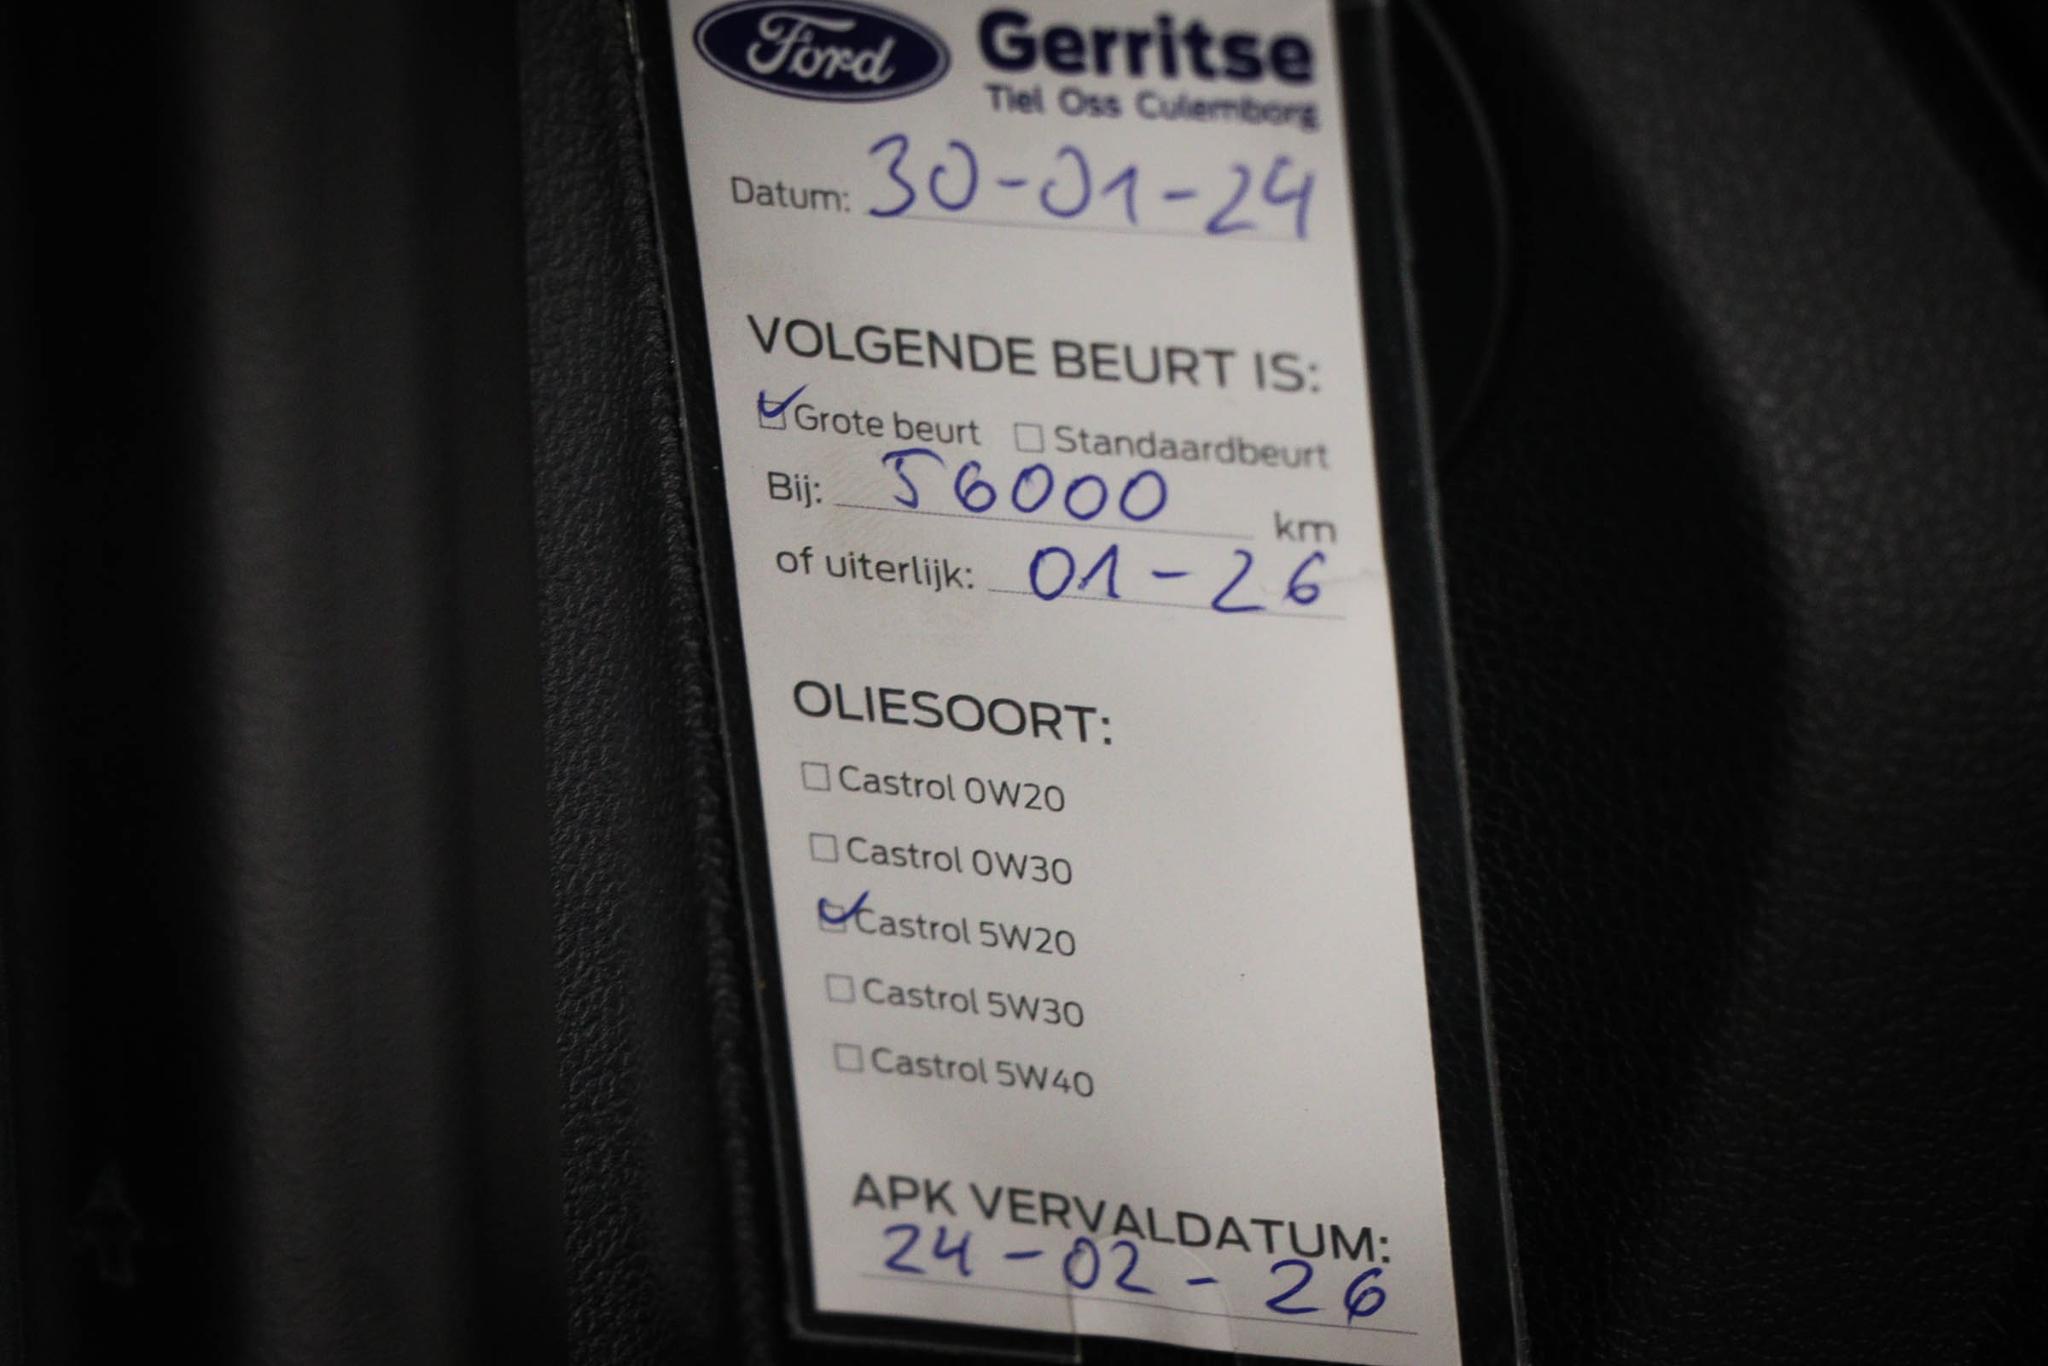 Ford Gerritse
Tiel Oss Culemborg
Datum: 30-01-24
VOLGENDE BEURT IS:
Grote beurt Standaardbeurt
Bij: 56000 km
of uiterlijk: 01-26
OLIESOORT:
Castrol 0W20
Castrol 0W30
Castrol 5W20
Castrol 5W30
Castrol 5W40
APK VERVALDATUM:
24-02-26